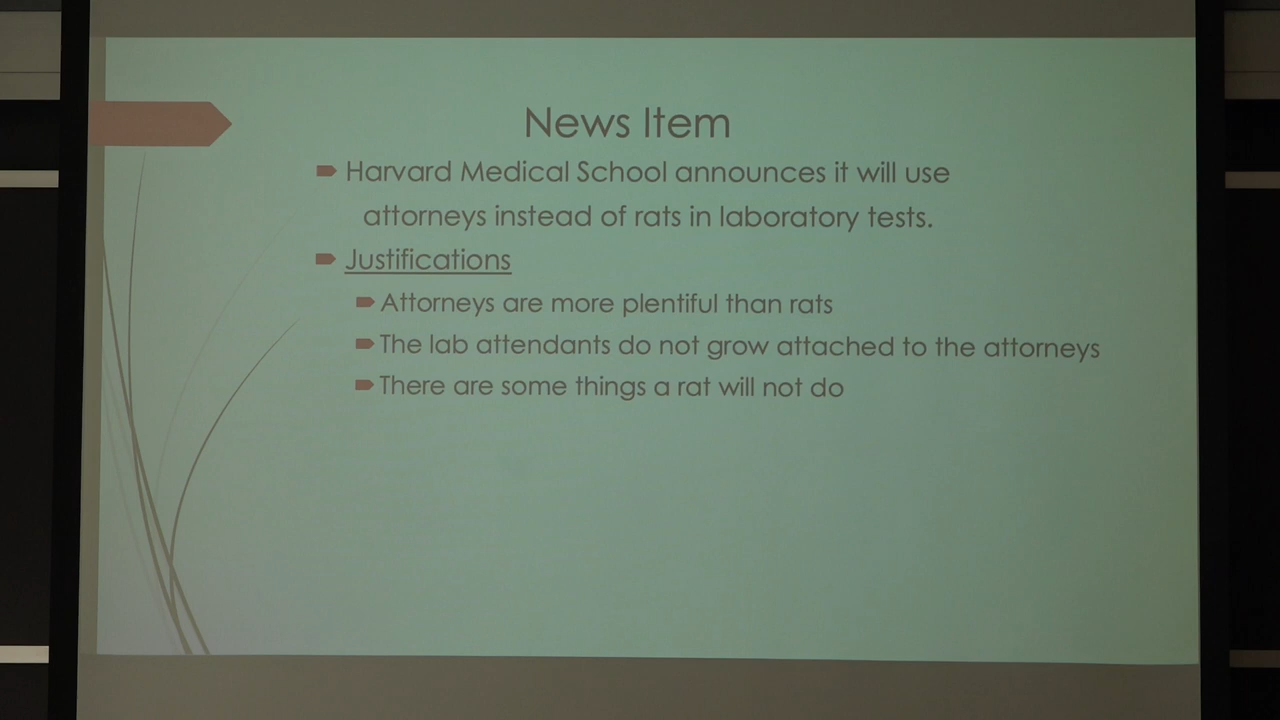 News Item
Harvard Medical School announces it will use
attorneys instead of rats in laboratory tests.
Justifications
Attorneys are more plentiful than rats
The lab attendants do not grow attached to the attorneys
There are some things a rat will not do